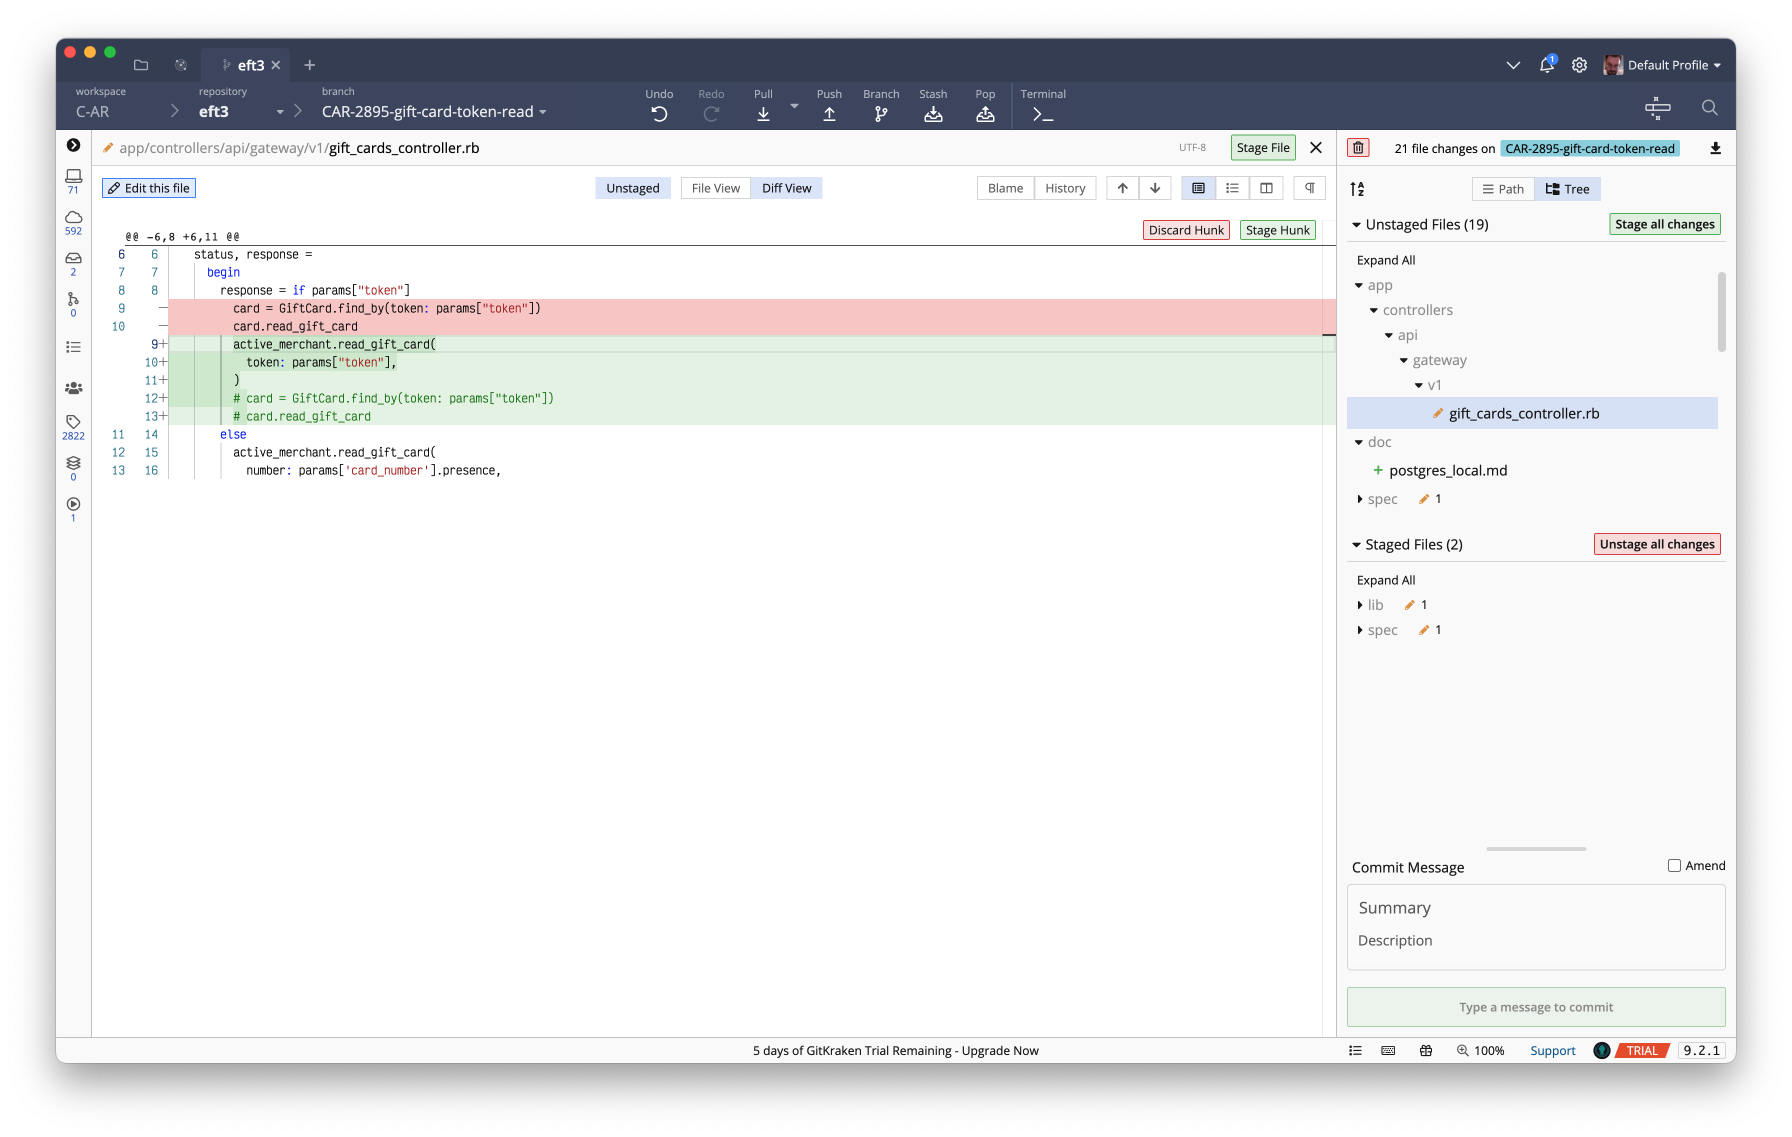 eft3
1
Default Profile
workspace
C-AR
repository
eft3
branch
CAR-2895-gift-card-token-read
Undo
Redo
Pull
Push
Branch
Stash
Pop
Terminal
app/controllers/api/gateway/v1/gift_cards_controller.rb
UTF-8
Stage File
21 file changes on CAR-2895-gift-card-token-read
71
592
2
0
2822
0
1
Edit this file
Unstaged
File View
Diff View
Blame
History
Path
Tree
@@ -6,8 +6,11 @@
Discard Hunk
Stage Hunk
6 6 status, response =
7 7 begin
8 8 response = if params["token"]
9 − card = GiftCard.find_by(token: params["token"])
10 − card.read_gift_card
9+ active_merchant.read_gift_card(
10+ token: params["token"],
11+ )
12+ # card = GiftCard.find_by(token: params["token"])
13+ # card.read_gift_card
11 14 else
12 15 active_merchant.read_gift_card(
13 16 number: params['card_number'].presence,
Unstaged Files (19)
Stage all changes
Expand All
app
controllers
api
gateway
v1
gift_cards_controller.rb
doc
+ postgres_local.md
spec 1
Staged Files (2)
Unstage all changes
Expand All
lib 1
spec 1
Commit Message
Amend
Summary
Description
Type a message to commit
5 days of GitKraken Trial Remaining - Upgrade Now
100%
Support
TRIAL
9.2.1